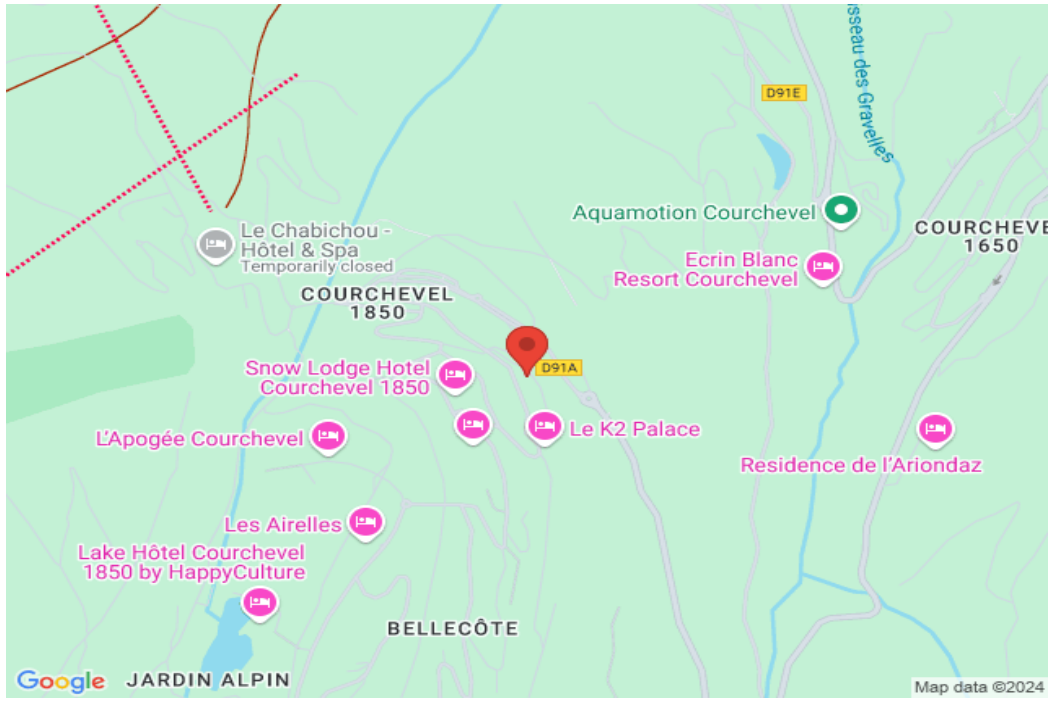 sseau des Gravelles
D91E
Aquamotion Courchevel
COURCHEVE
1650
Le Chabichou -
Hôtel & Spa
Temporarily closed
Ecrin Blanc
Resort Courchevel
COURCHEVEL
1850
Snow Lodge Hotel
Courchevel 1850
D91A
L'Apogée Courchevel
Le K2 Palace
Residence de l'Ariondaz
Les Airelles
Lake Hôtel Courchevel
1850 by HappyCulture
BELLECÔTE
Google
JARDIN ALPIN
Map data ©2024